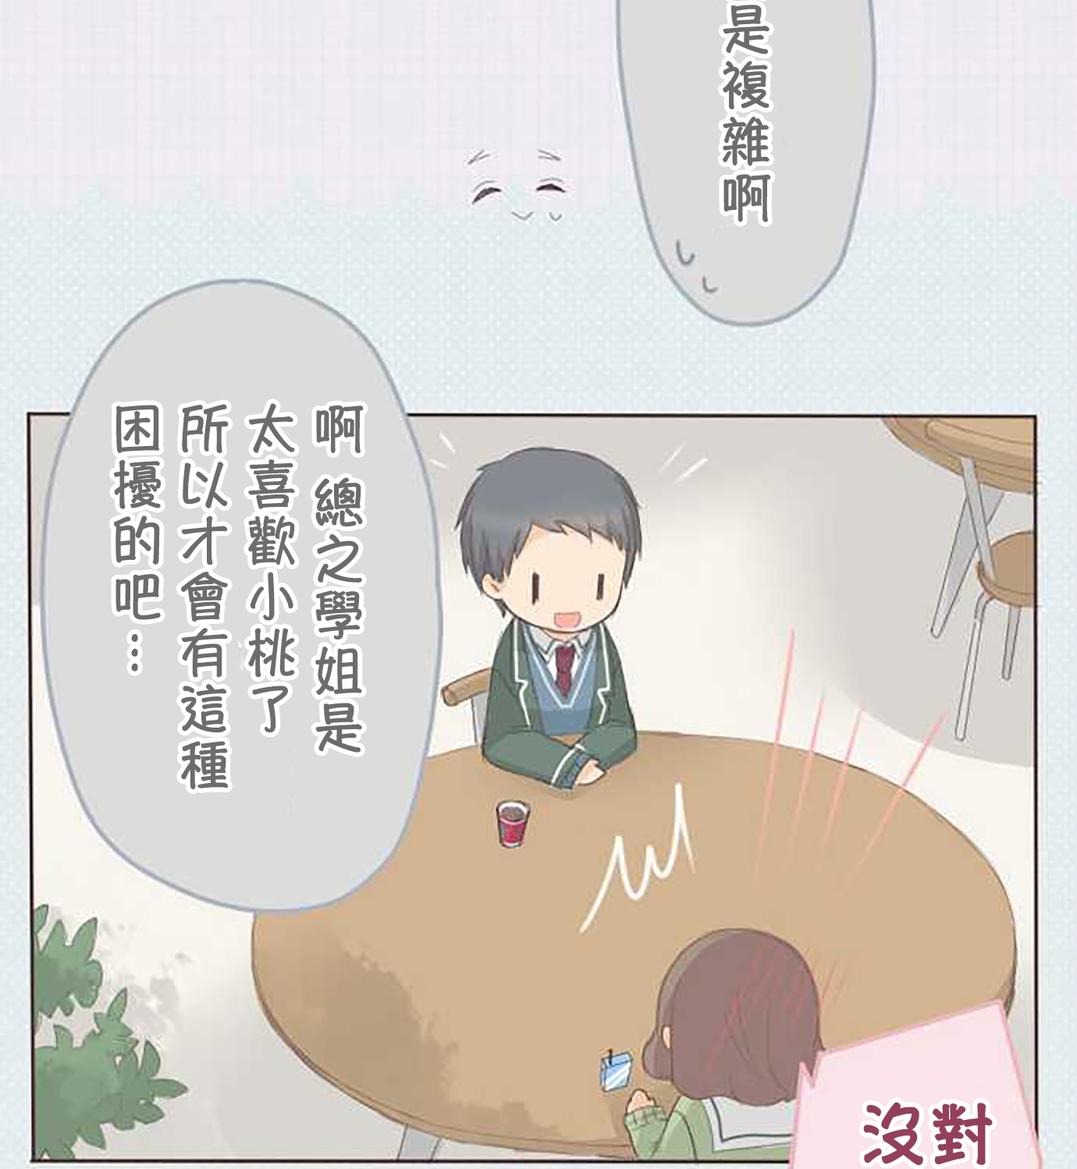 是複雜啊
啊 總之學姐是
太喜歡小桃了
所以才會有這種
困擾的吧…
沒對